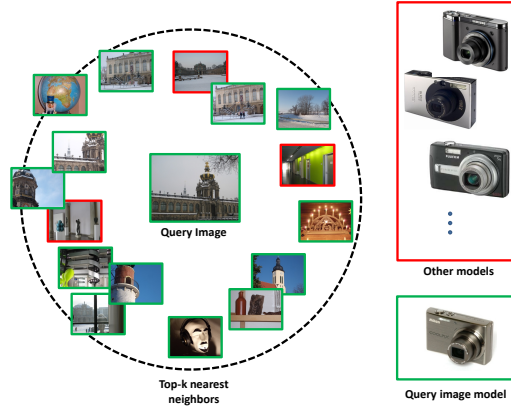 Query Image
Top-k nearest
neighbors
Other models
Query image model